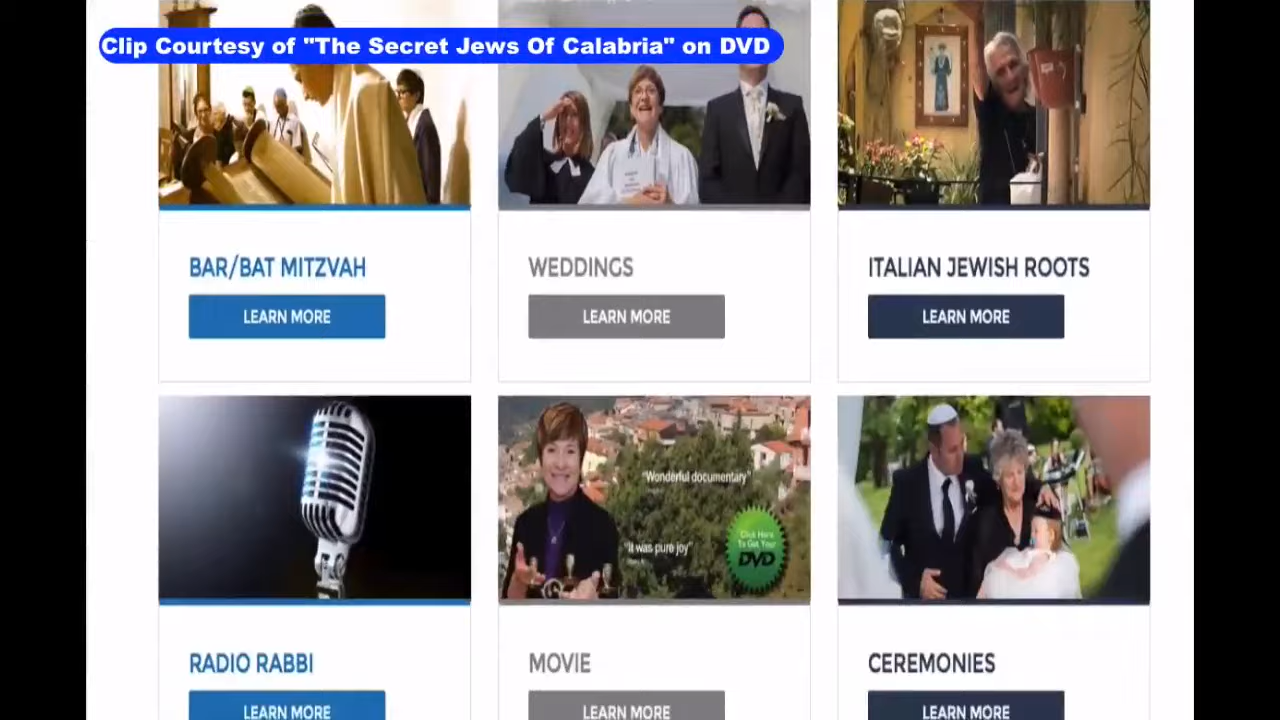 Clip Courtesy of "The Secret Jews Of Calabria" on DVD
BAR/BAT MITZVAH
LEARN MORE
WEDDINGS
LEARN MORE
ITALIAN JEWISH ROOTS
LEARN MORE
"Wonderful documentary"
"It was pure joy"
Click Here
To Get Your
DVD
RADIO RABBI
LEARN MORE
MOVIE
LEARN MORE
CEREMONIES
LEARN MORE